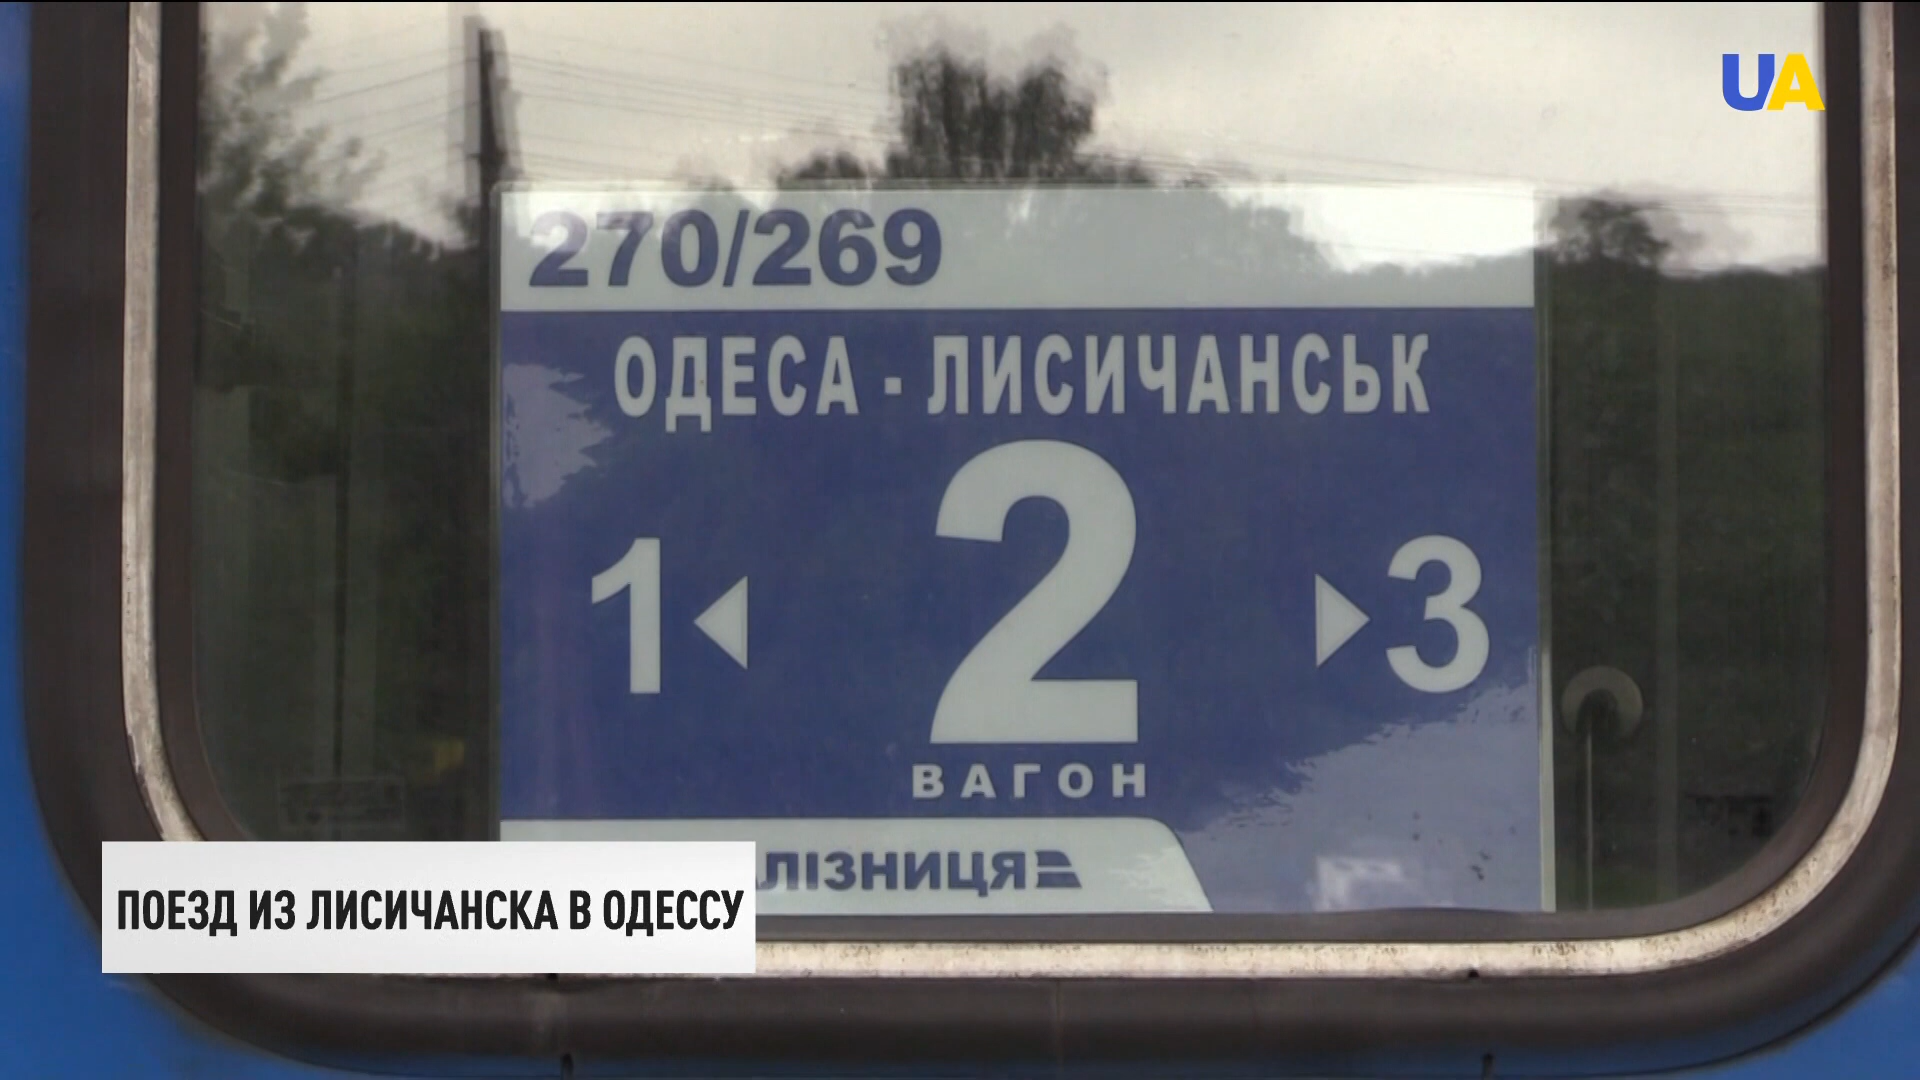 UA
270/269
ОДЕСА - ЛИСИЧАНСЬК
1 2 3
ВАГОН
ЛІЗНИЦЯ
ПОЕЗД ИЗ ЛИСИЧАНСКА В ОДЕССУ